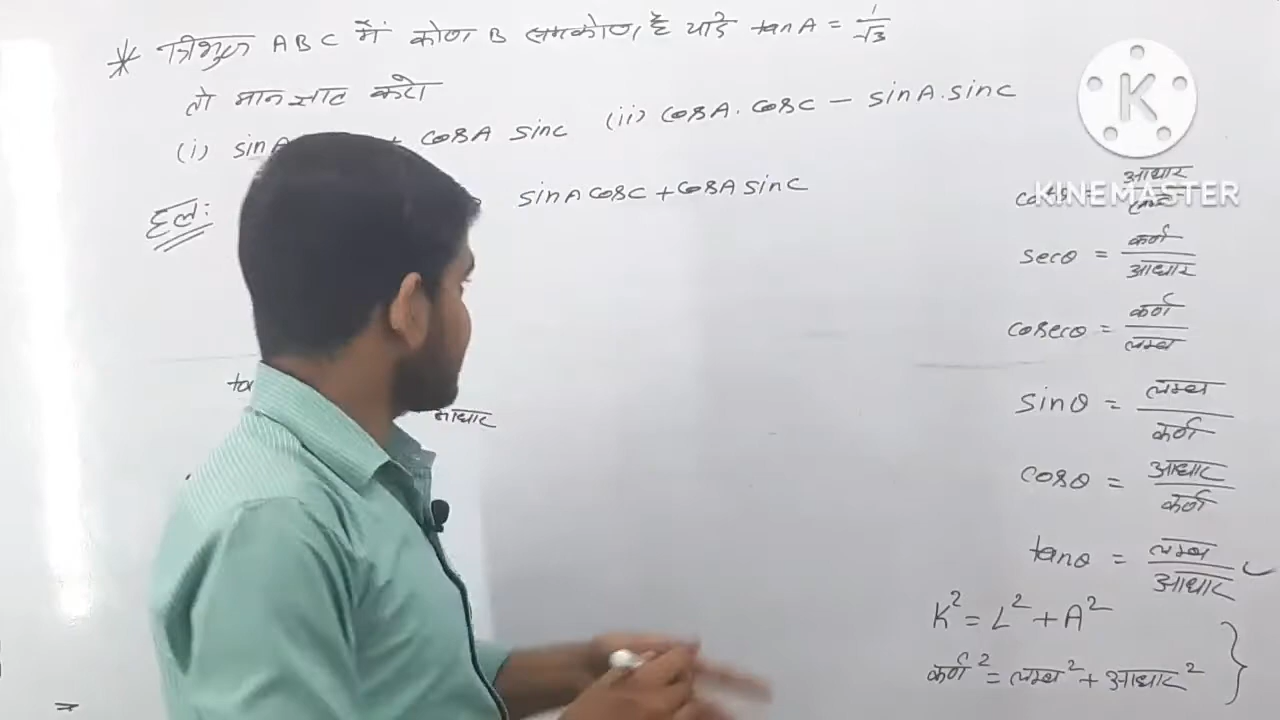 * त्रिभुज ABC में कोण B समकोण है यदि tanA = 1/√3
तो मान ज्ञात करो
(i) sinA + cosA sinC (ii) cosA. cosC - sinA. sinC
हल:
sinA cosC + cosA sinC
आधार
K
KINEMASTER
= आधार/लम्ब
secθ = कर्ण/आधार
cosecθ = कर्ण/लम्ब
sinθ = लम्ब/कर्ण
cosθ = आधार/कर्ण
tanθ = लम्ब/आधार
K² = L² + A²
कर्ण² = लम्ब² + आधार²
=